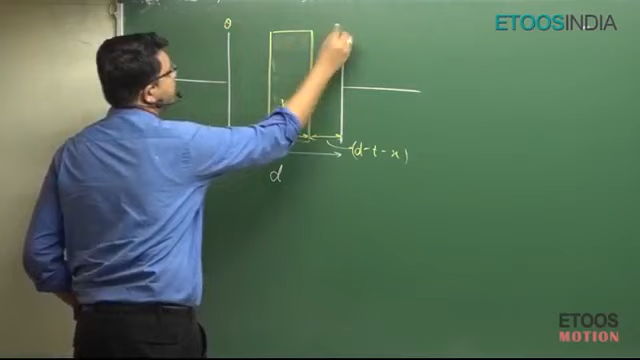 ETOOSINDIA
θ
t
(d-t-x)
d
ETOOS
MOTION